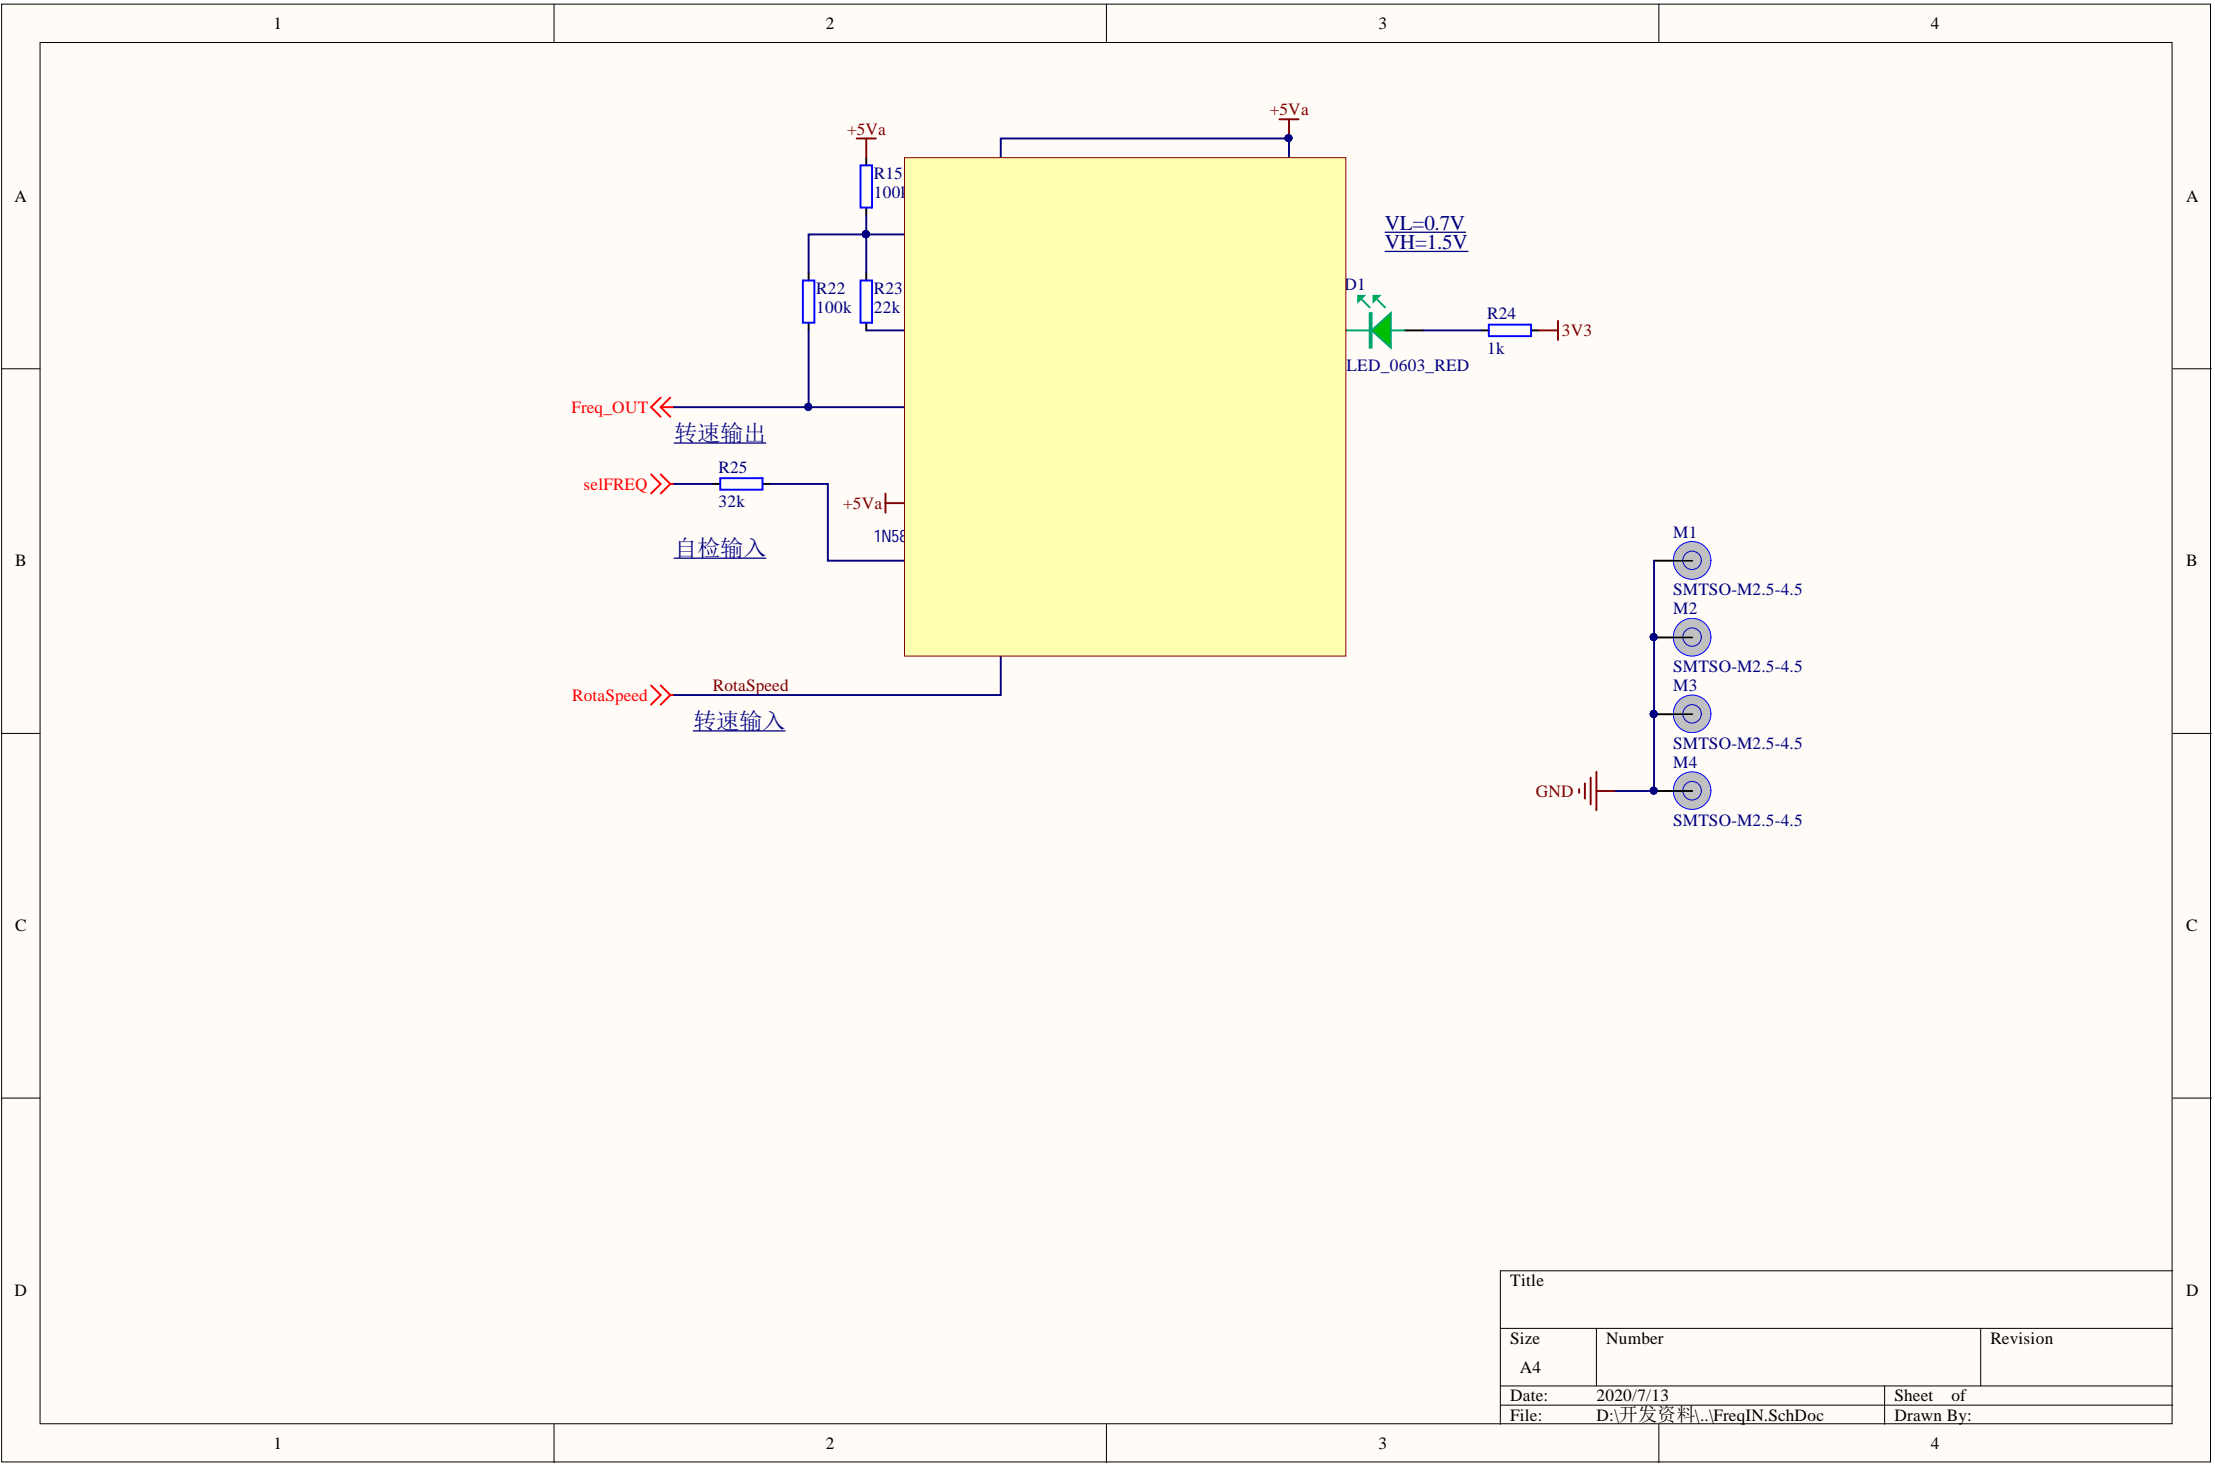 1 2 3 4
A A
+5Va
+5Va
R15
VL=0.7V
VH=1.5V
D1
R22
100k
R23
22k
R24
1k
3V3
LED_0603_RED
Freq_OUT
转速输出
R25
selFREQ
32k
+5Va
自检输入
B B
M1
SMTSO-M2.5-4.5
M2
SMTSO-M2.5-4.5
M3
SMTSO-M2.5-4.5
M4
SMTSO-M2.5-4.5
RotaSpeed
RotaSpeed
转速输入
GND
C C
D D
Title
Size Number Revision
A4
Date: 2020/7/13 Sheet of
File: D:\开发资料\..\FreqIN.SchDoc Drawn By:
1 2 3 4